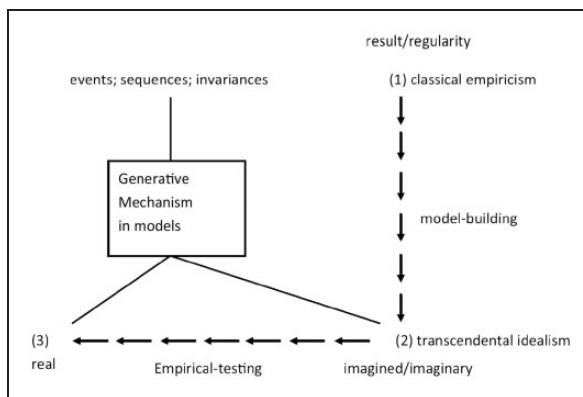 result/regularity
events; sequences; invariances
(1) classical empiricism
Generative
Mechanism
in models
model-building
(3)
real
(2) transcendental idealism
Empirical-testing
imagined/imaginary